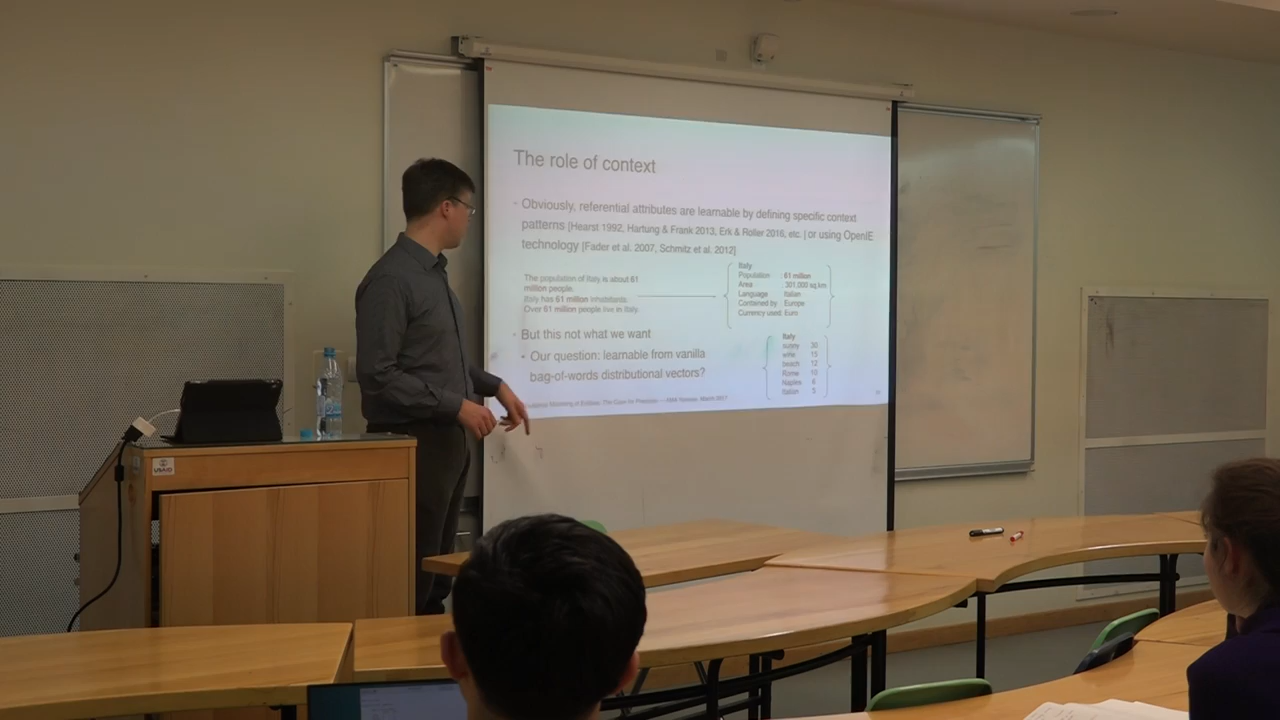 The role of context
Obviously, referential attributes are learnable by defining specific context
patterns [Hearst 1992, Hartung & Frank 2013, Erk & Roller 2016, etc. ] or using OpenIE
technology [Fader et al. 2007, Schmitz et al. 2012]
The population of Italy is about 61
million people.
Italy has 61 million inhabitants.
Over 61 million people live in Italy.
Italy
Population : 61 million
Area : 301,000 sq.km
Language : Italian
Contained by : Europe
Currency used: Euro
But this not what we want
Our question: learnable from vanilla
bag-of-words distributional vectors?
Italy
sunny 30
wine 15
beach 12
Rome 10
Naples 6
Italian 5
USAID